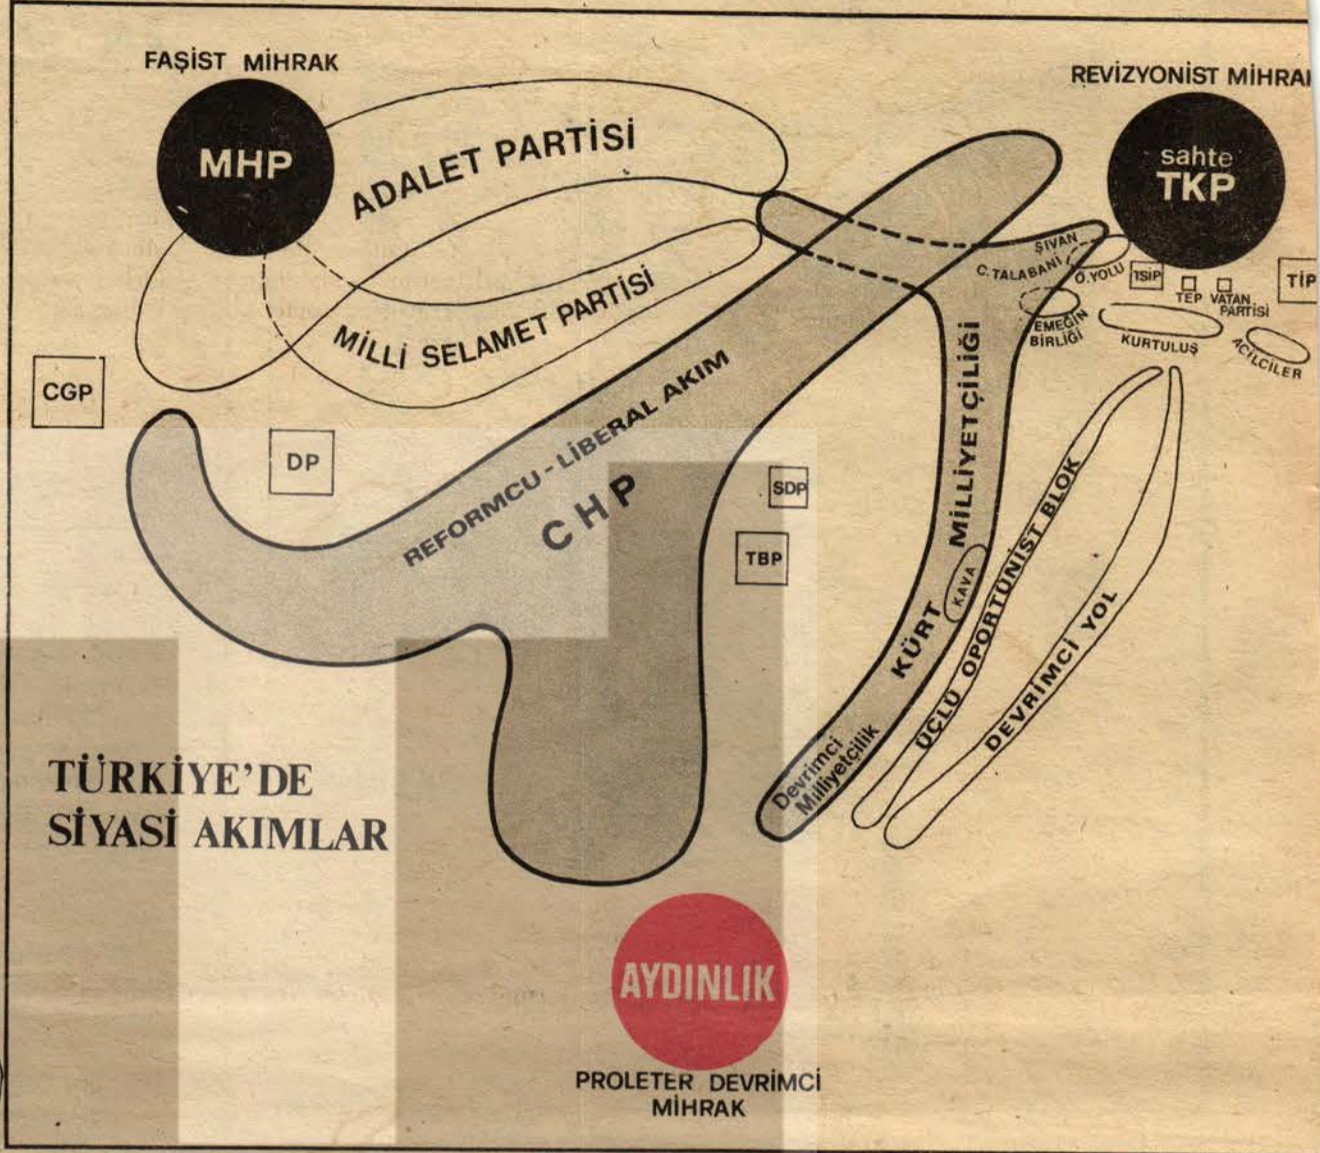 FAŞİST MİHRAK
MHP
ADALET PARTİSİ
MİLLİ SELAMET PARTİSİ
REVİZYONİST MİHRAK
sahte
TKP
ŞIVAN
C.TALABANI
Ö.YOLU
TSİP
TEP
VATAN
PARTİSİ
TİP
EMEĞİN
BİRLİĞİ
KURTULUŞ
ACİLCİLER
CGP
DP
REFORMCU - LİBERAL AKIM
CHP
SDP
TBP
KÜRT MİLLİYETÇİLİĞİ
KAVA
Devrimci
Milliyetçilik
ÜÇLÜ OPORTÜNİST BLOK
DEVRİMCİ YOL
TÜRKİYE'DE
SİYASİ AKIMLAR
AYDINLIK
PROLETER DEVRİMCİ
MİHRAK